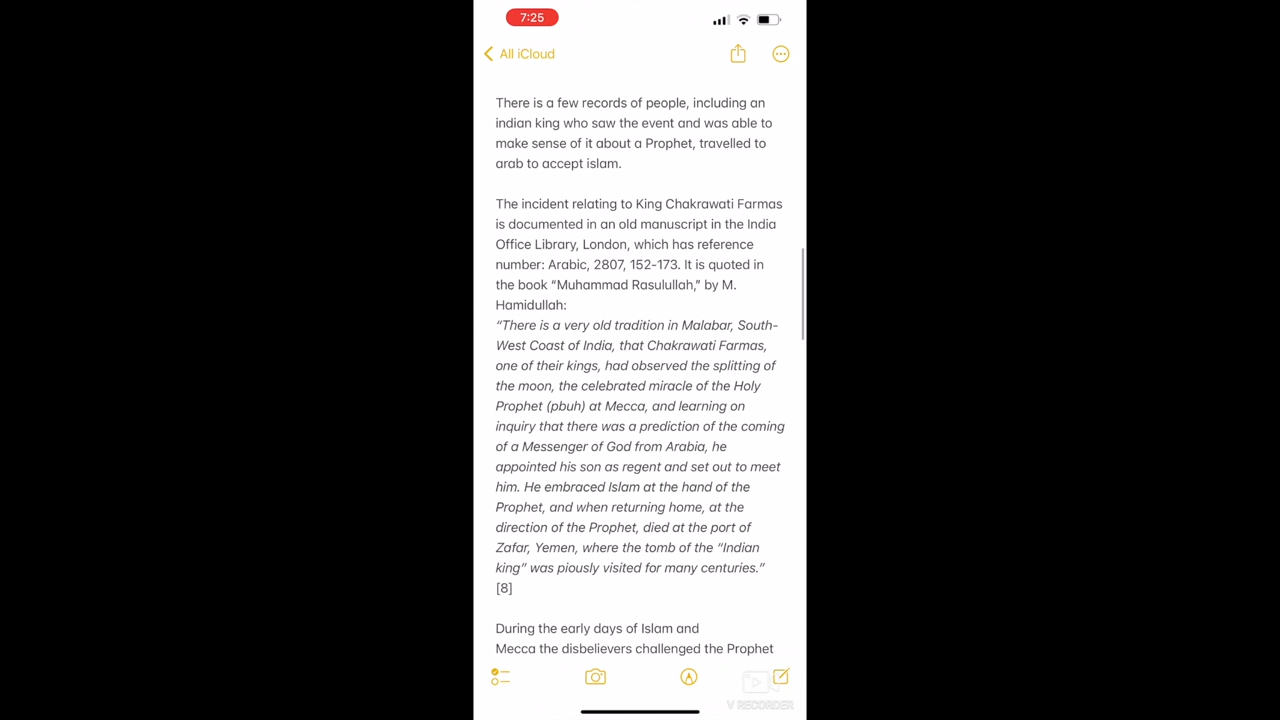 7:25
All iCloud
There is a few records of people, including an
indian king who saw the event and was able to
make sense of it about a Prophet, travelled to
arab to accept islam.
The incident relating to King Chakrawati Farmas
is documented in an old manuscript in the India
Office Library, London, which has reference
number: Arabic, 2807, 152-173. It is quoted in
the book “Muhammad Rasulullah,” by M.
Hamidullah:
“There is a very old tradition in Malabar, South-
West Coast of India, that Chakrawati Farmas,
one of their kings, had observed the splitting of
the moon, the celebrated miracle of the Holy
Prophet (pbuh) at Mecca, and learning on
inquiry that there was a prediction of the coming
of a Messenger of God from Arabia, he
appointed his son as regent and set out to meet
him. He embraced Islam at the hand of the
Prophet, and when returning home, at the
direction of the Prophet, died at the port of
Zafar, Yemen, where the tomb of the “Indian
king” was piously visited for many centuries.”
[8]
During the early days of Islam and
Mecca the disbelievers challenged the Prophet
V RECORDER